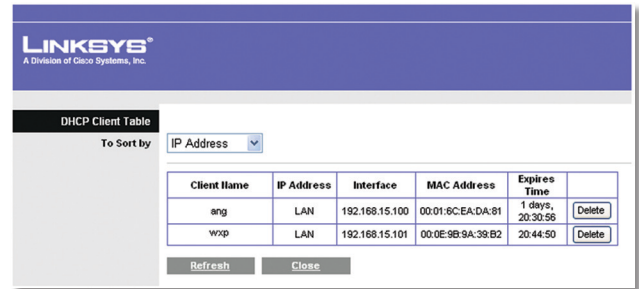 LINKSYS®
A Division of Cisco Systems, Inc.
DHCP Client Table
To Sort by IP Address
Client Name IP Address Interface MAC Address Expires Time
ang LAN 192.168.15.100 00:01:6C:EA:DA:81 1 days, 20:30:56 Delete
wxp LAN 192.168.15.101 00:0E:9B:9A:39:B2 20:44:50 Delete
Refresh Close